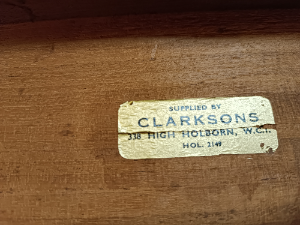 SUPPLIED BY
CLARKSONS
338 HIGH HOLBORN, W.C.1.
HOL. 2149